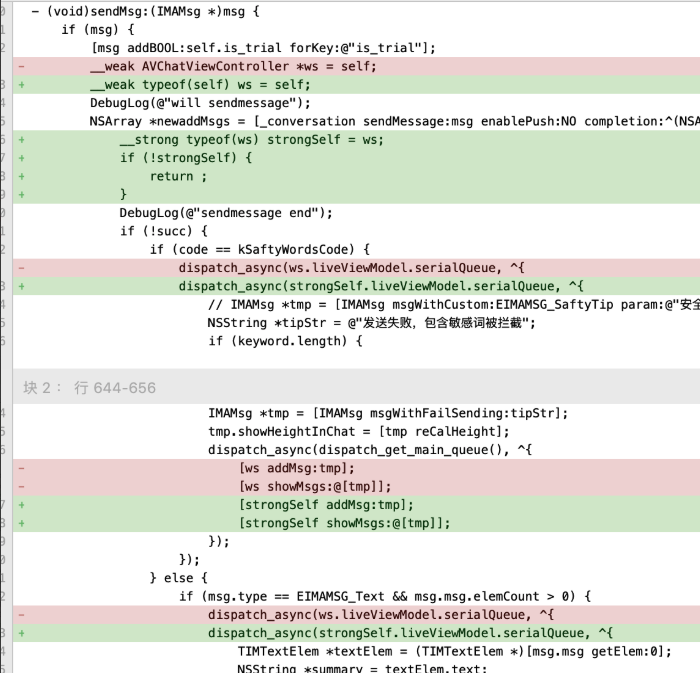 - (void)sendMsg:(IMAMsg *)msg {
if (msg) {
[msg addBOOL:self.is_trial forKey:@"is_trial"];
- __weak AVChatViewController *ws = self;
+ __weak typeof(self) ws = self;
DebugLog(@"will sendmessage");
NSArray *newaddMsgs = [_conversation sendMessage:msg enablePush:NO completion:^(NSA
+ __strong typeof(ws) strongSelf = ws;
+ if (!strongSelf) {
+ return ;
+ }
DebugLog(@"sendmessage end");
if (!succ) {
if (code == kSaftyWordsCode) {
- dispatch_async(ws.liveViewModel.serialQueue, ^{
+ dispatch_async(strongSelf.liveViewModel.serialQueue, ^{
// IMAMsg *tmp = [IMAMsg msgWithCustom:EIMAMSG_SaftyTip param:@"安全
NSString *tipStr = @"发送失败，包含敏感词被拦截";
if (keyword.length) {
块 2： 行 644-656
IMAMsg *tmp = [IMAMsg msgWithFailSending:tipStr];
tmp.showHeightInChat = [tmp reCalHeight];
dispatch_async(dispatch_get_main_queue(), ^{
- [ws addMsg:tmp];
- [ws showMsgs:@[tmp]];
+ [strongSelf addMsg:tmp];
+ [strongSelf showMsgs:@[tmp]];
});
});
} else {
if (msg.type == EIMAMSG_Text && msg.msg.elemCount > 0) {
- dispatch_async(ws.liveViewModel.serialQueue, ^{
+ dispatch_async(strongSelf.liveViewModel.serialQueue, ^{
TIMTextElem *textElem = (TIMTextElem *)[msg.msg getElem:0];
NSString *summary = textElem.text;